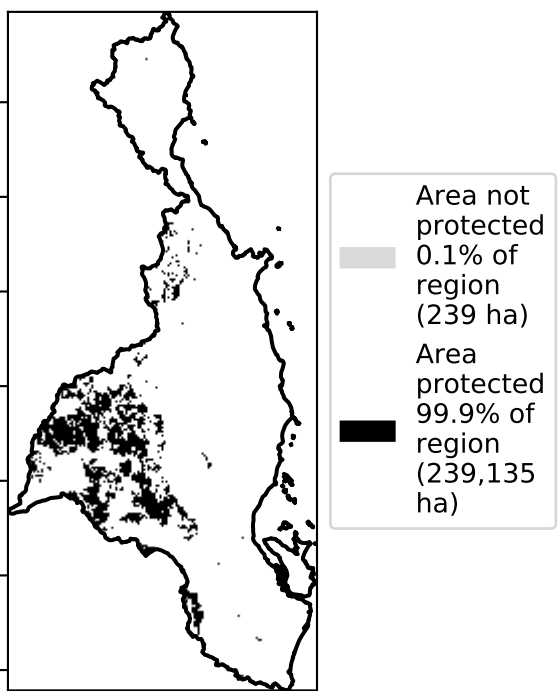 Area not
protected
0.1% of
region
(239 ha)
Area
protected
99.9% of
region
(239,135
ha)